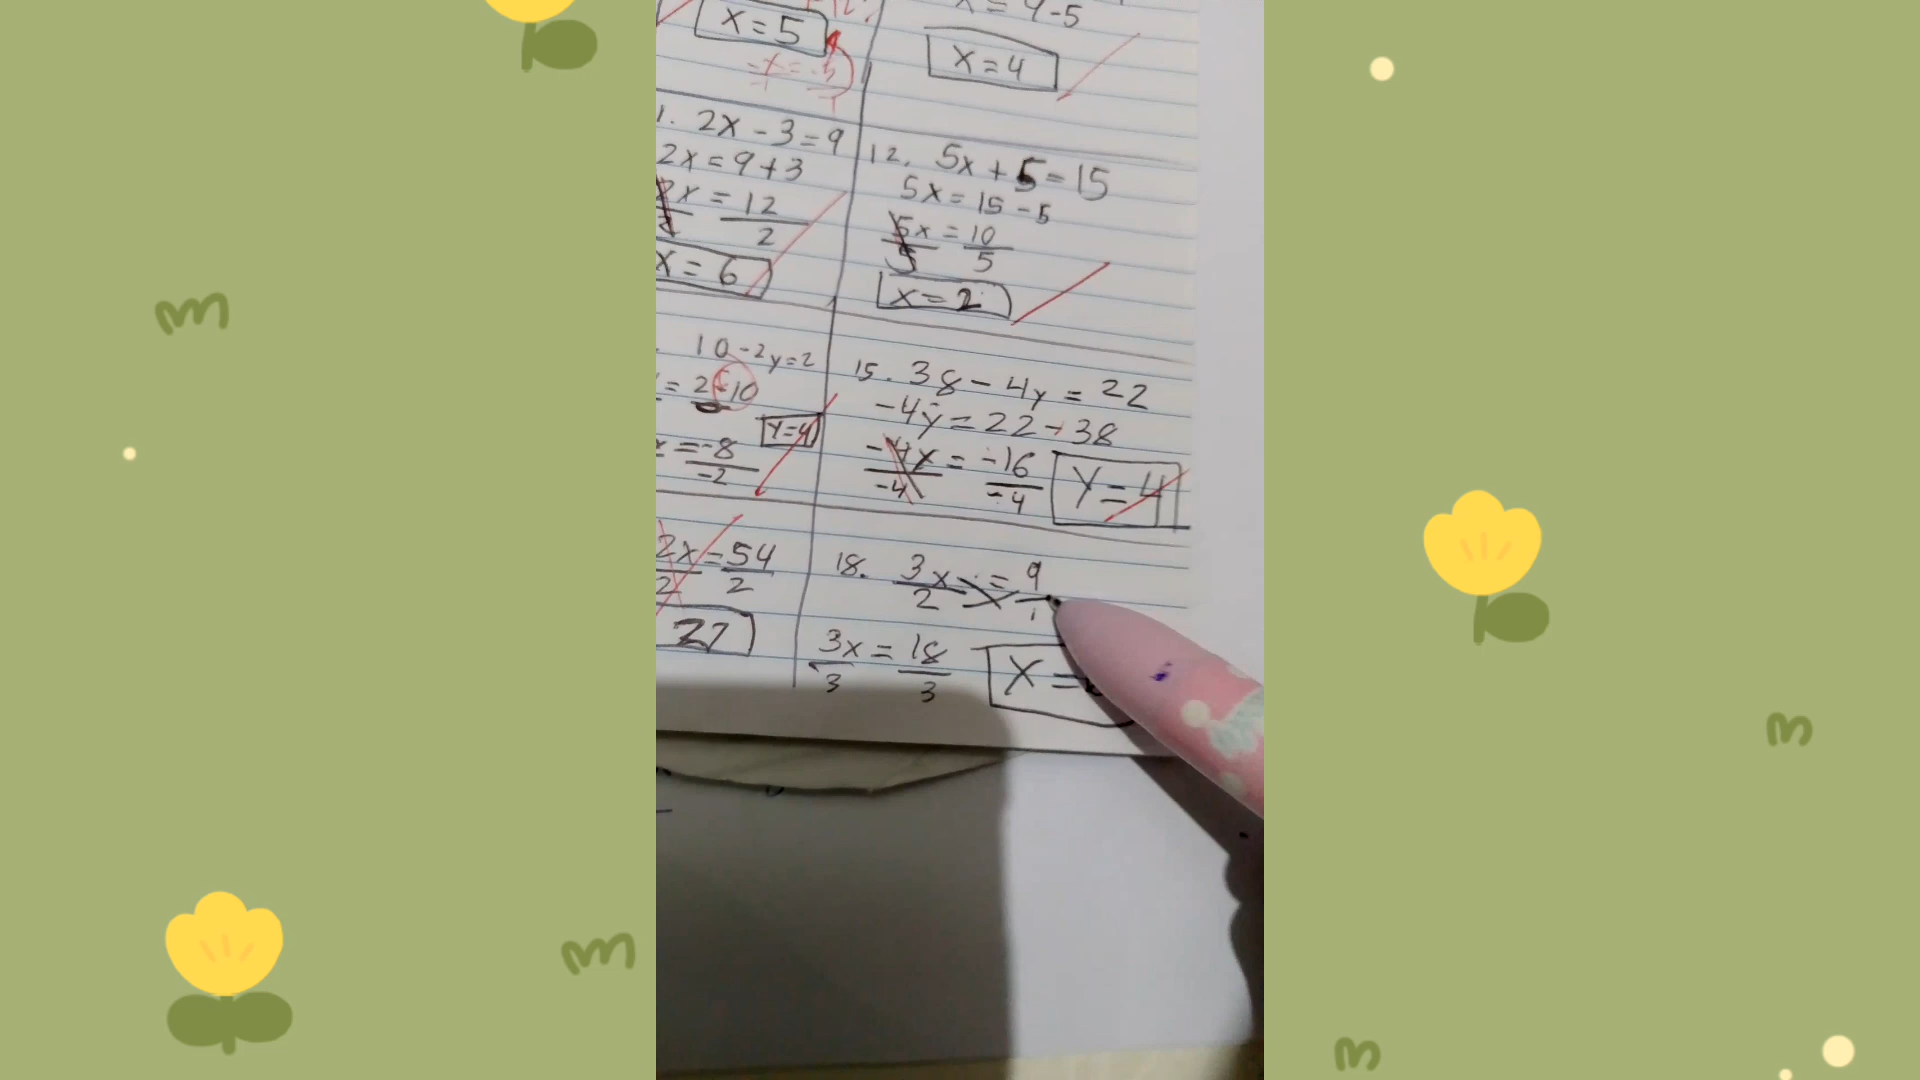 x = 5
x = 9-5
x = 4
1. 2x - 3 = 9
2x = 9 + 3
2x = 12
2 2
x = 6
12. 5x + 5 = 15
5x = 15 - 5
5x = 10
5 5
x = 2
10 - 2y = 2
= 2 - 10
= -8
-2
y = 4
15. 38 - 4y = 22
-4y = 22 - 38
-4y = -16
-4 -4
y = 4
2x = 54
2 2
27
18. 3x = 9
2 1
3x = 18
3 3
x =